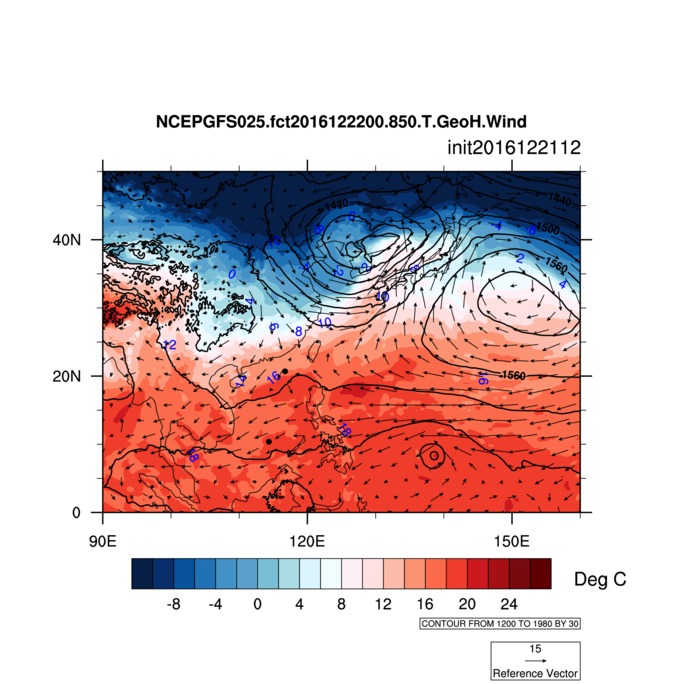 NCEPGFS025.fct2016122200.850.T.GeoH.Wind
init2016122112
1440
1440
1500
40N
1560
20N
1560
0
90E 120E 150E
-8 -4 0 4 8 12 16 20 24 Deg C
CONTOUR FROM 1200 TO 1980 BY 30
15
Reference Vector